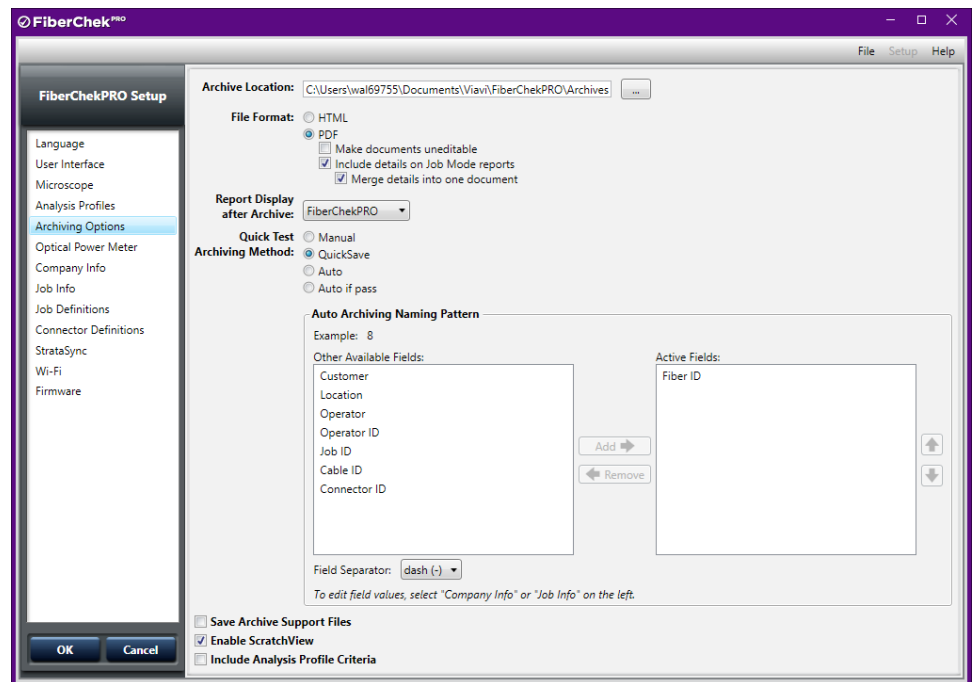 FiberChekPRO
File Setup Help
FiberChekPRO Setup
Language
User Interface
Microscope
Analysis Profiles
Archiving Options
Optical Power Meter
Company Info
Job Info
Job Definitions
Connector Definitions
StrataSync
Wi-Fi
Firmware
OK Cancel
Archive Location: C:\Users\wal69755\Documents\Viavi\FiberChekPRO\Archives ...
File Format: HTML
PDF
Make documents uneditable
Include details on Job Mode reports
Merge details into one document
Report Display
after Archive: FiberChekPRO
Quick Test Manual
Archiving Method: QuickSave
Auto
Auto if pass
Auto Archiving Naming Pattern
Example: 8
Other Available Fields:
Customer
Location
Operator
Operator ID
Job ID
Cable ID
Connector ID
Add
Remove
Active Fields:
Fiber ID
Field Separator: dash (-)
To edit field values, select "Company Info" or "Job Info" on the left.
Save Archive Support Files
Enable ScratchView
Include Analysis Profile Criteria